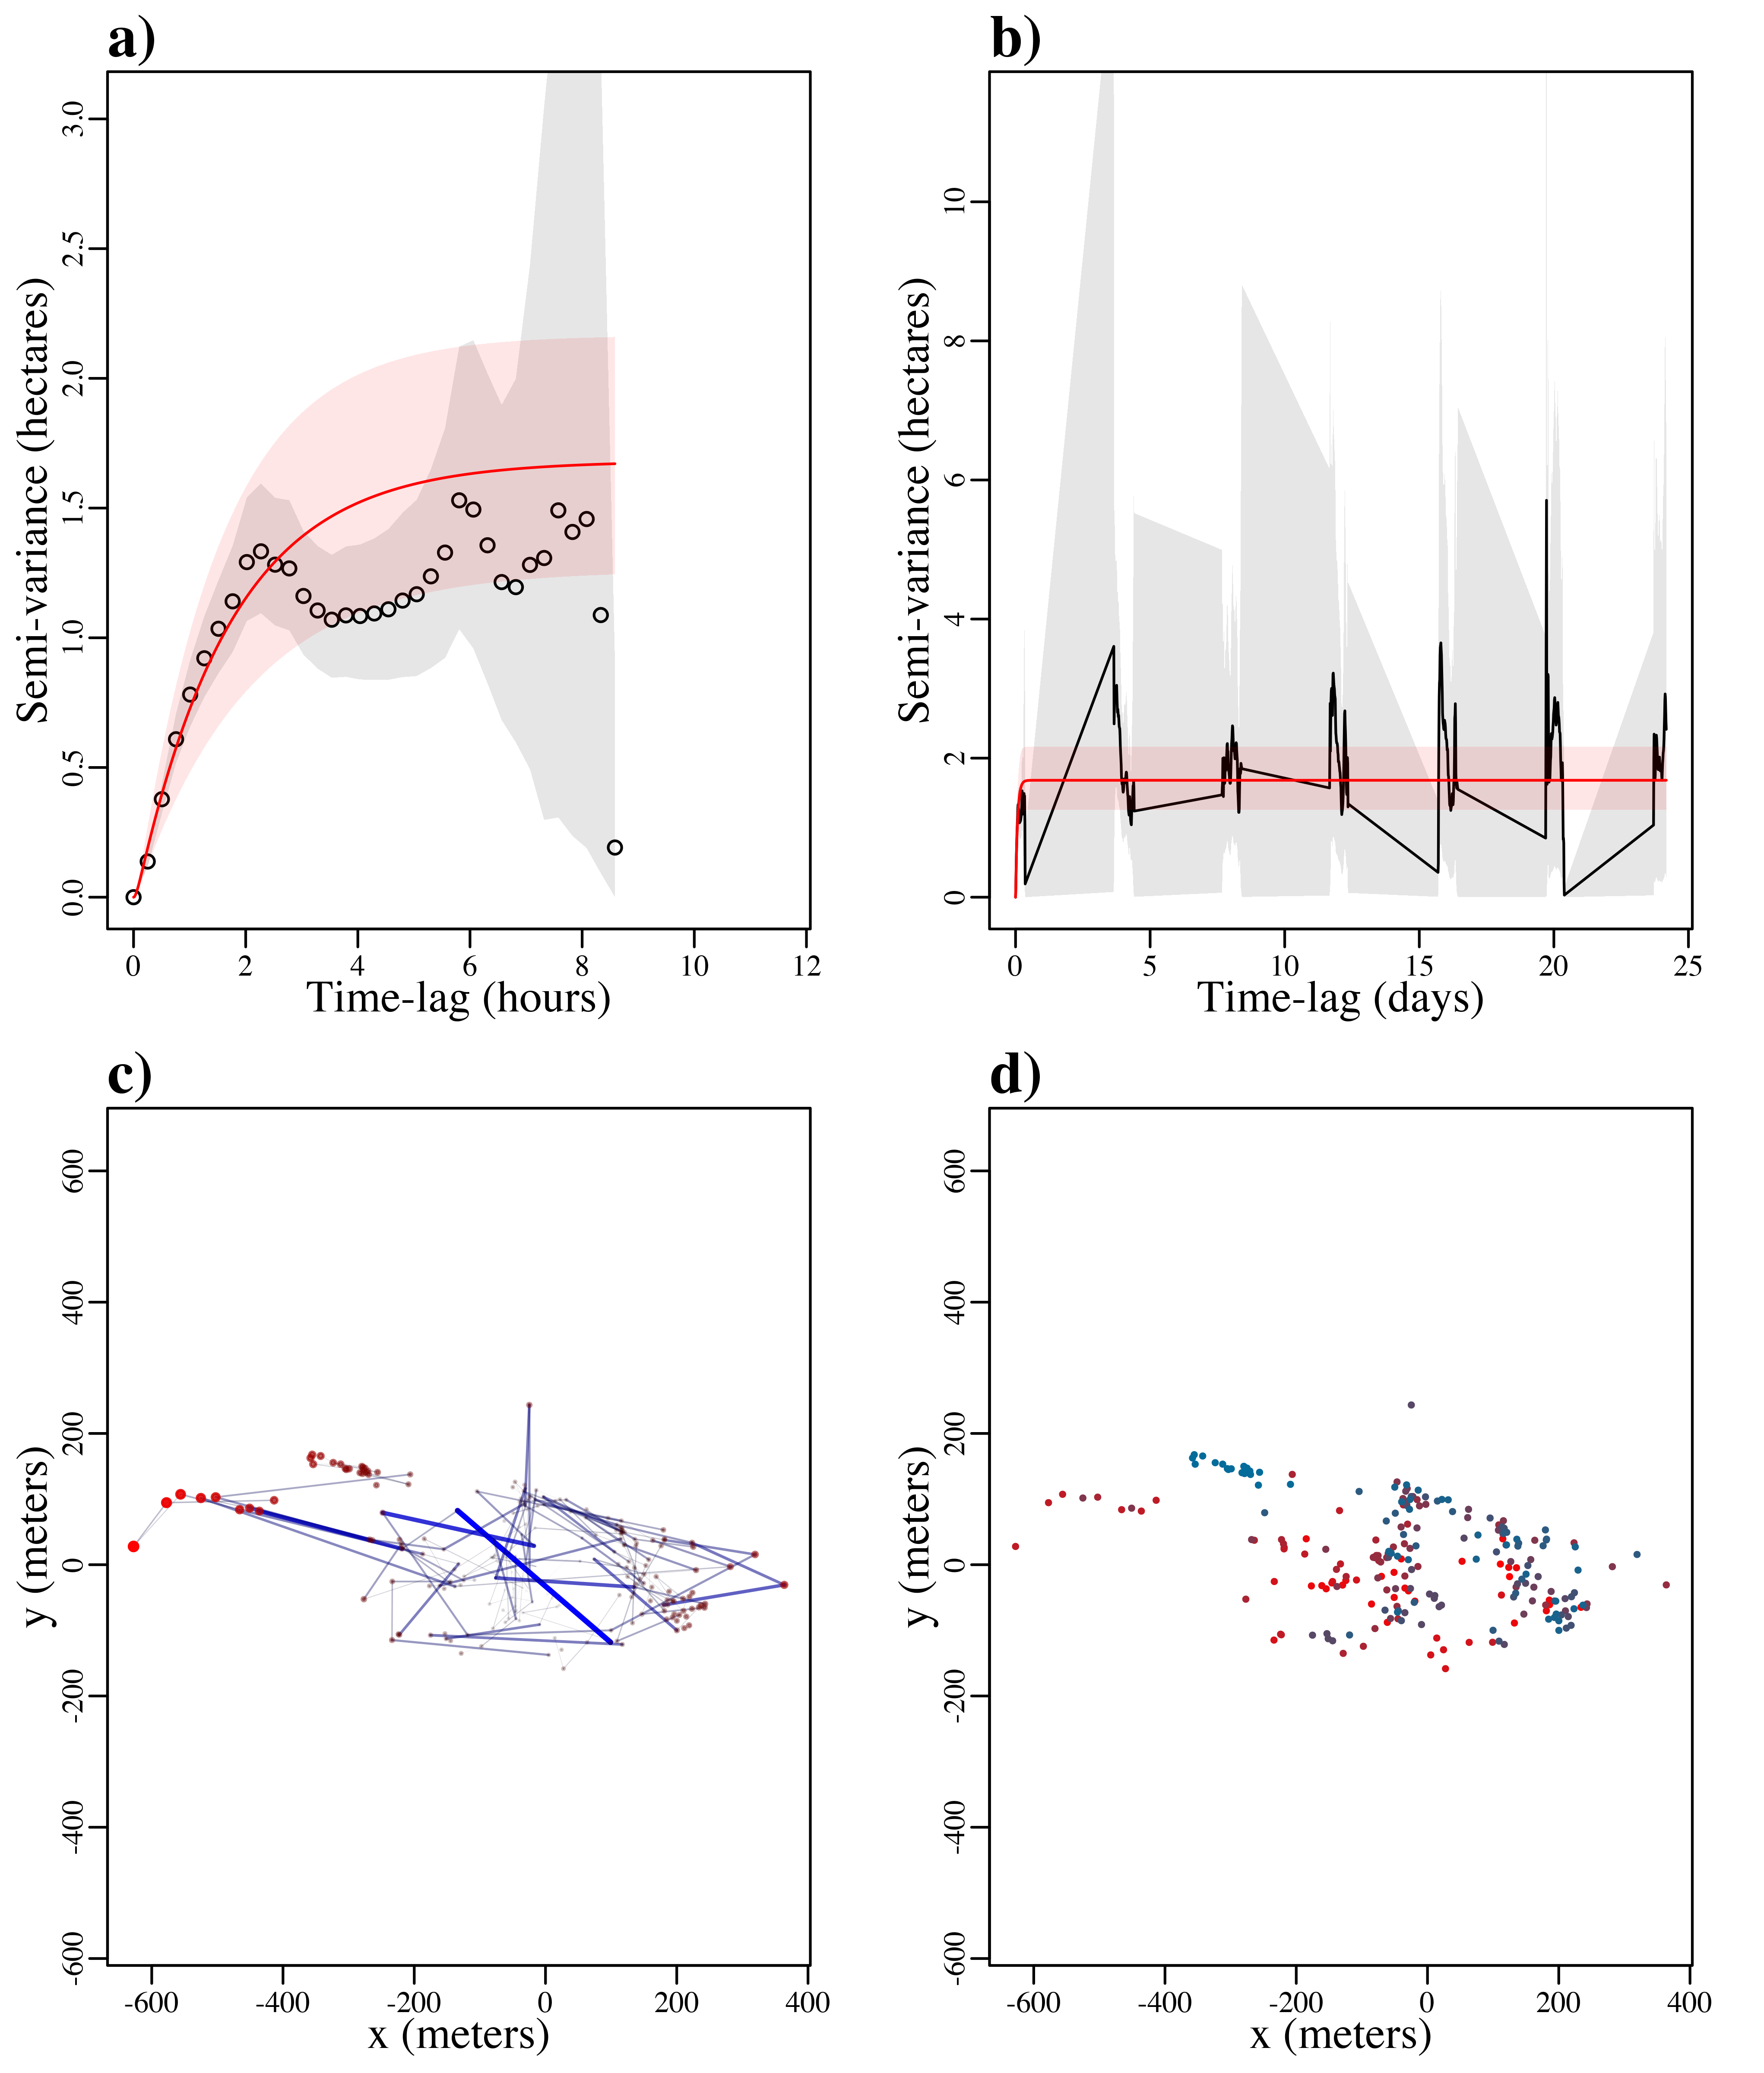 a)
Semi-variance (hectares)
3.0
2.5
2.0
1.5
1.0
0.5
0.0
0 2 4 6 8 10 12
Time-lag (hours)
b)
Semi-variance (hectares)
10
8
6
4
2
0
0 5 10 15 20 25
Time-lag (days)
c)
y (meters)
600
400
200
0
-200
-400
-600
-600 -400 -200 0 200 400
x (meters)
d)
y (meters)
600
400
200
0
-200
-400
-600
-600 -400 -200 0 200 400
x (meters)